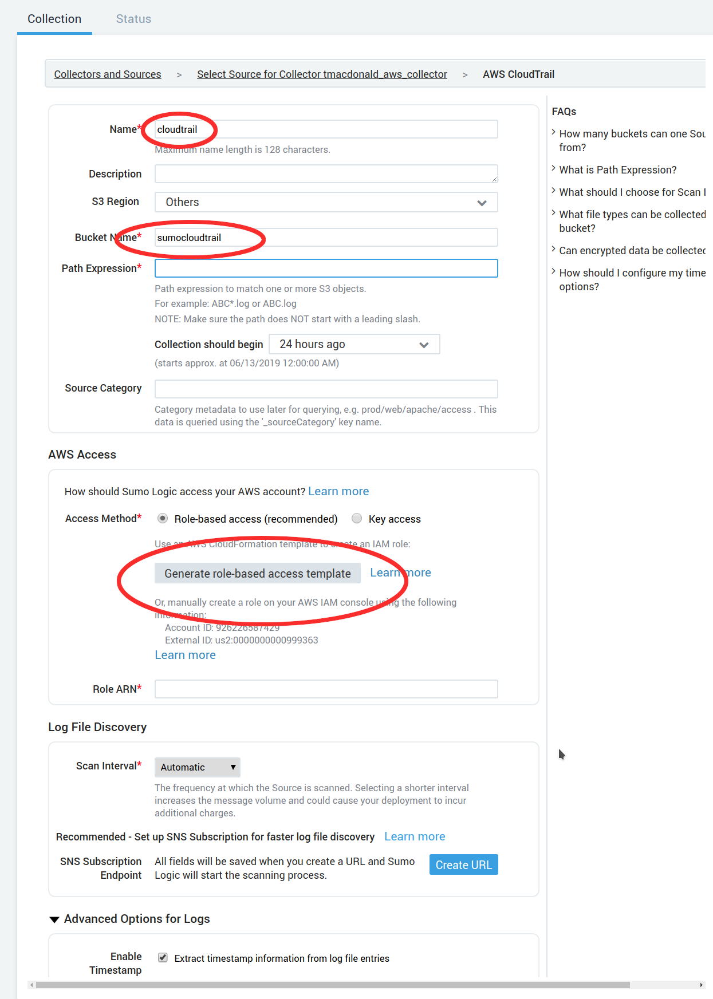 Collection Status
Collectors and Sources > Select Source for Collector tmacdonald_aws_collector > AWS CloudTrail
Name* cloudtrail
Maximum name length is 128 characters.
Description
S3 Region Others
Bucket Name* sumocloudtrail
Path Expression*
Path expression to match one or more S3 objects.
For example: ABC*.log or ABC.log
NOTE: Make sure the path does NOT start with a leading slash.
Collection should begin 24 hours ago
(starts approx. at 06/13/2019 12:00:00 AM)
Source Category
Category metadata to use later for querying, e.g. prod/web/apache/access . This
data is queried using the '_sourceCategory' key name.
FAQs
How many buckets can one Sou
from?
What is Path Expression?
What should I choose for Scan I
What file types can be collected
bucket?
Can encrypted data be collected
How should I configure my time
options?
AWS Access
How should Sumo Logic access your AWS account? Learn more
Access Method* Role-based access (recommended) Key access
Use an AWS CloudFormation template to create an IAM role:
Generate role-based access template Learn more
Or, manually create a role on your AWS IAM console using the following
information:
Account ID: 926226587429
External ID: us2:0000000000999363
Learn more
Role ARN*
Log File Discovery
Scan Interval* Automatic
The frequency at which the Source is scanned. Selecting a shorter interval
increases the message volume and could cause your deployment to incur
additional charges.
Recommended - Set up SNS Subscription for faster log file discovery Learn more
SNS Subscription
Endpoint
All fields will be saved when you create a URL and Sumo
Logic will start the scanning process.
Create URL
Advanced Options for Logs
Enable
Timestamp
Extract timestamp information from log file entries